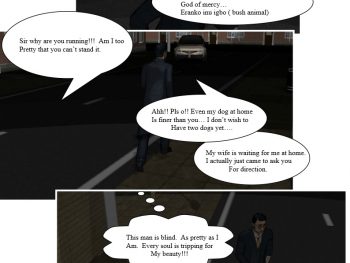 God of mercy…
Eranko inu igbo ( bush animal)
Sir why are you running!!! Am I too
Pretty that you can't stand it.
Ahh!! Pls o!! Even my dog at home
Is finer than you… I don't wish to
Have two dogs yet….
My wife is waiting for me at home.
I actually just came to ask you
For direction.
This man is blind. As pretty as I
Am. Every soul is tripping for
My beauty!!!